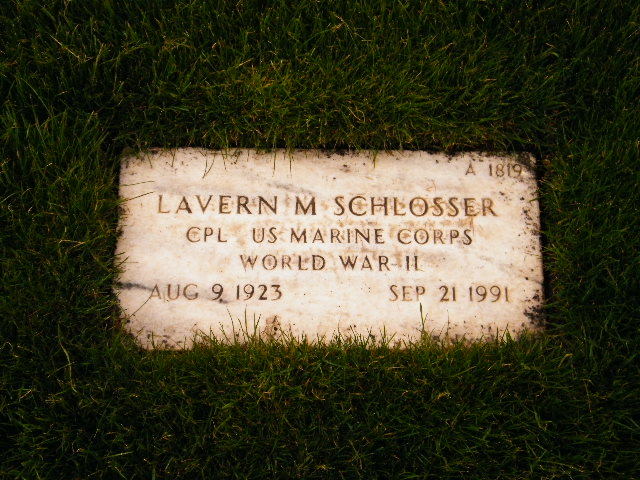 A 1819
LAVERN M SCHLOSSER
CPL US MARINE CORPS
WORLD WAR II
AUG 9 1923 SEP 21 1991